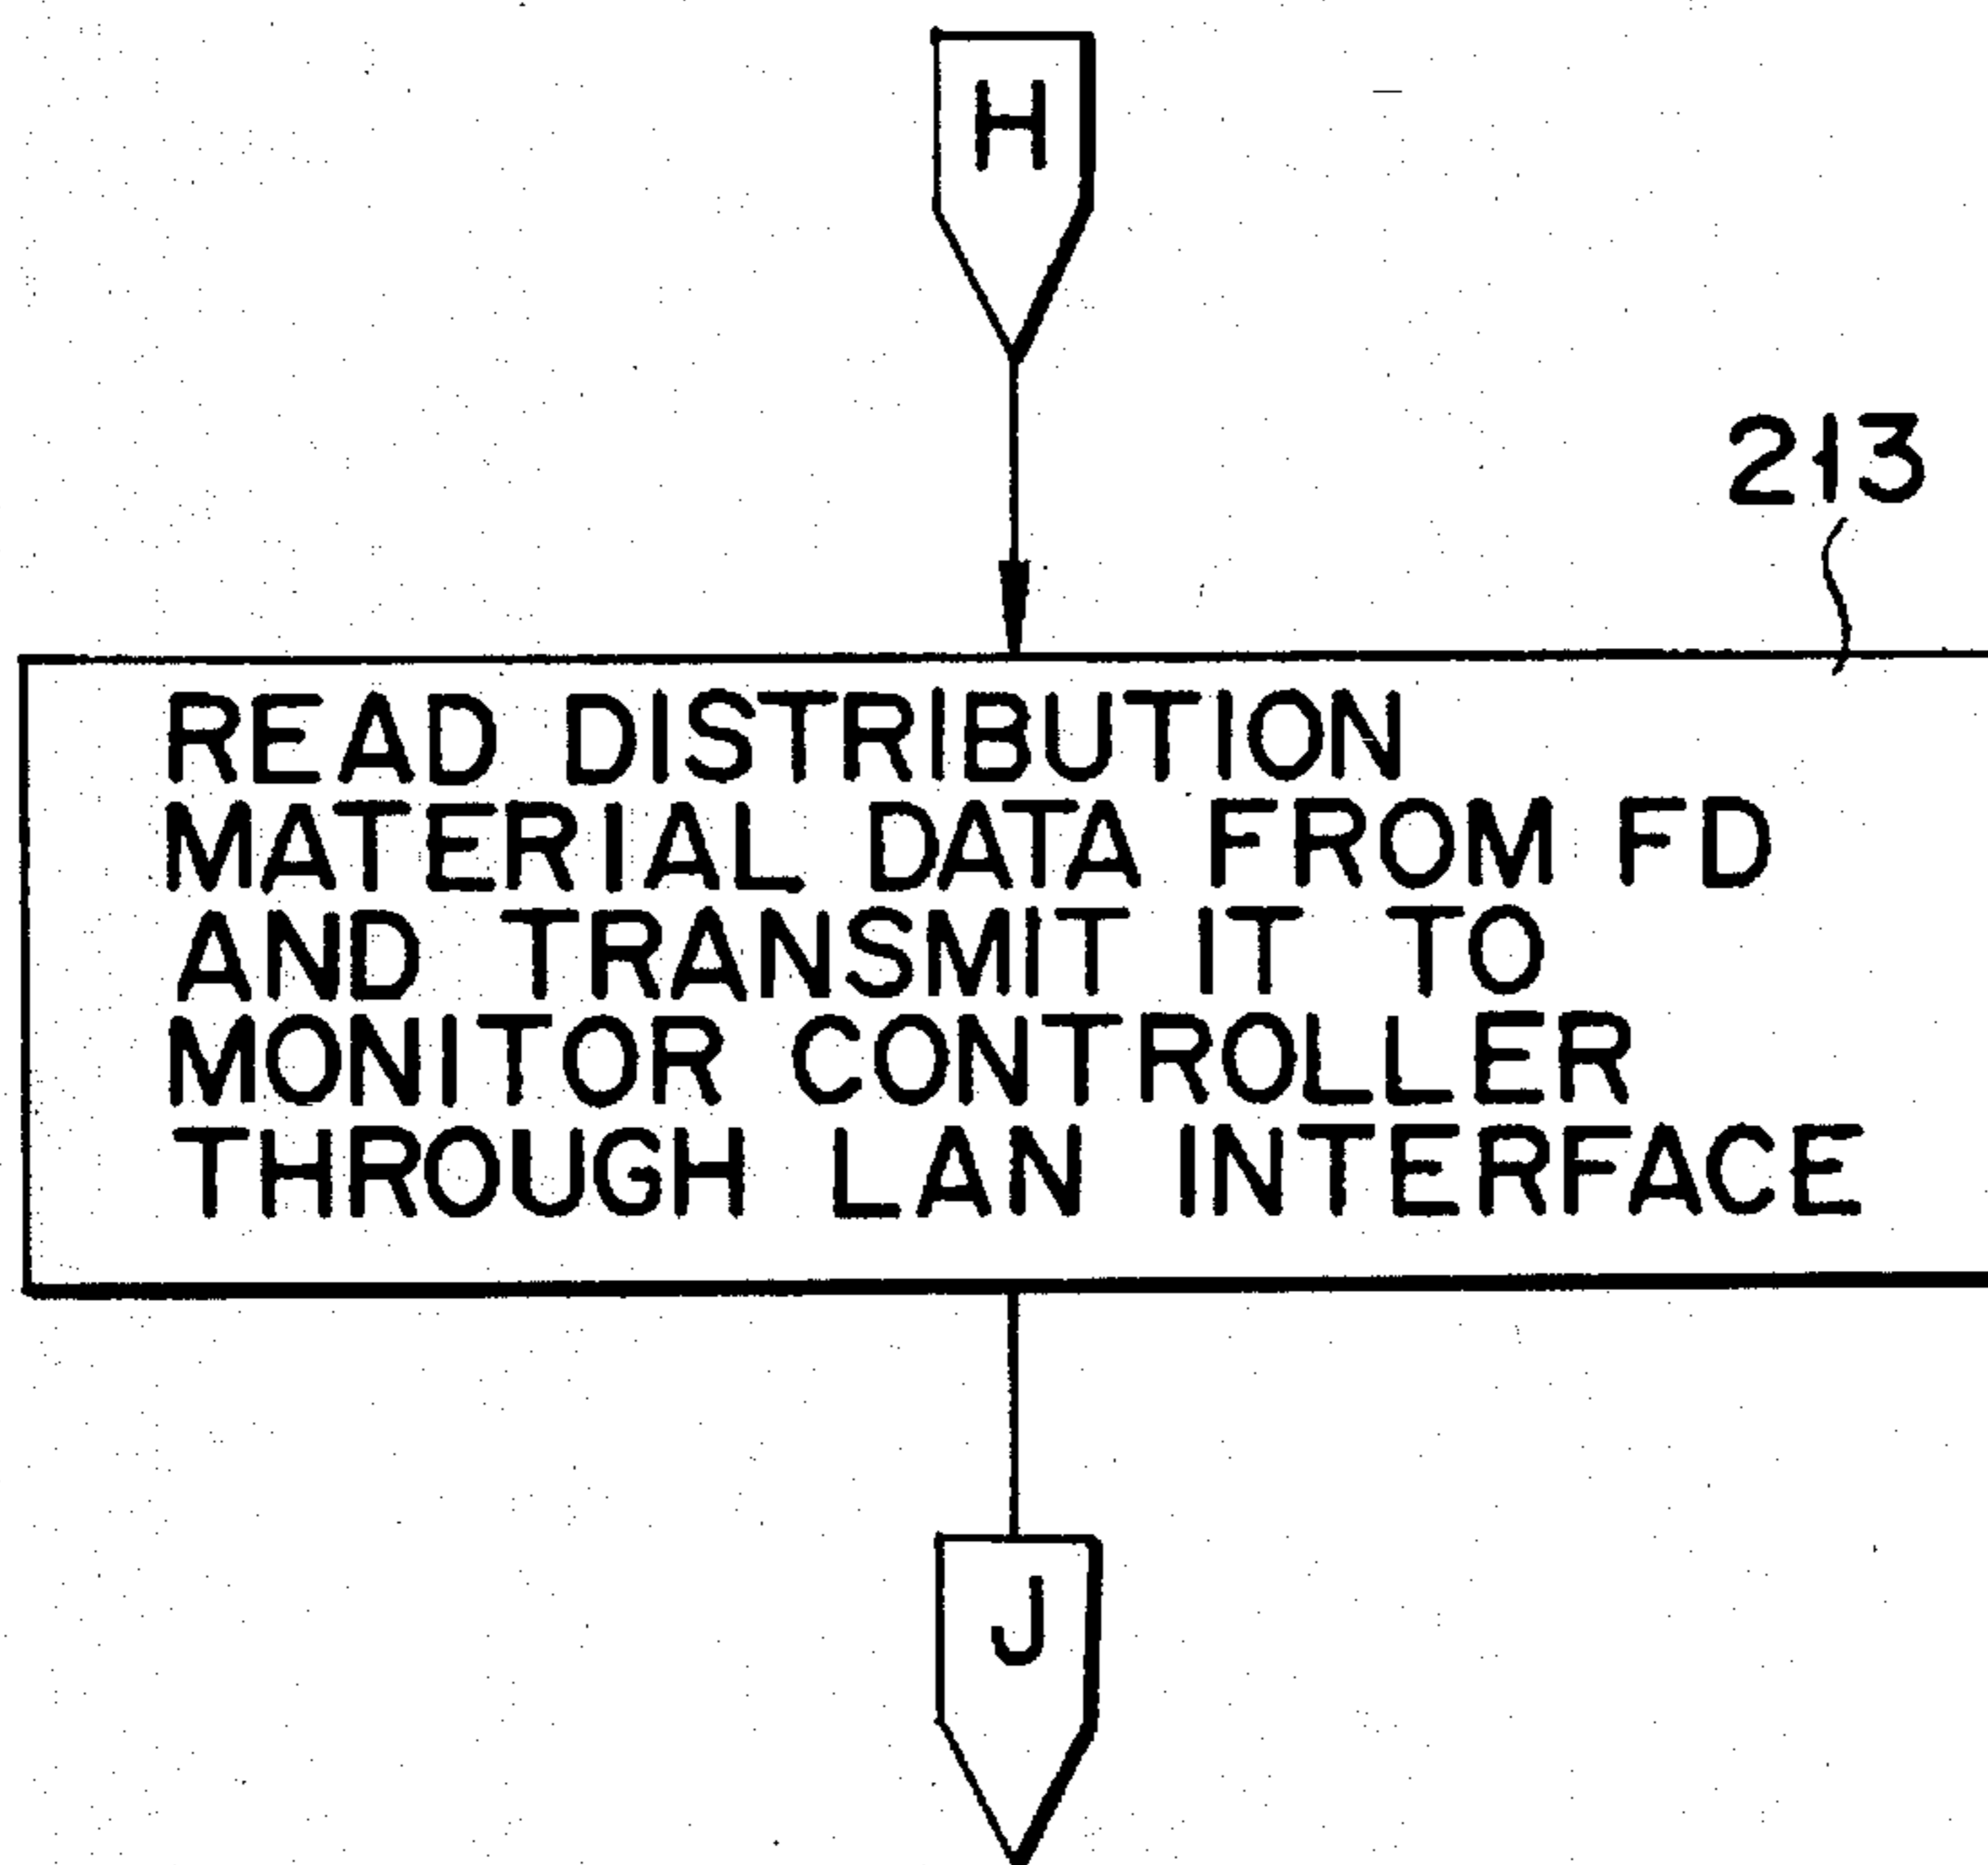 H
213
READ DISTRIBUTION
MATERIAL DATA FROM FD
AND TRANSMIT IT TO
MONITOR CONTROLLER
THROUGH LAN INTERFACE
J